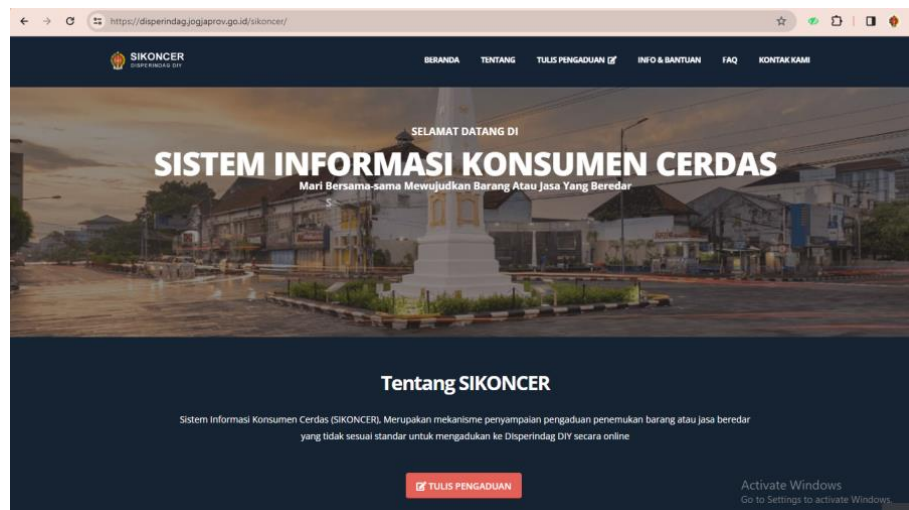 https://disperindag.jogjaprov.go.id/sikoncer/
SIKONCER
DISPERINDAG DIY
BERANDA TENTANG TULIS PENGADUAN INFO & BANTUAN FAQ KONTAK KAMI
SELAMAT DATANG DI
SISTEM INFORMASI KONSUMEN CERDAS
Mari Bersama-sama Mewujudkan Barang Atau Jasa Yang Beredar
S
Tentang SIKONCER
Sistem Informasi Konsumen Cerdas (SIKONCER), Merupakan mekanisme penyampaian pengaduan penemukan barang atau jasa beredar
yang tidak sesuai standar untuk mengadukan ke DIsperindag DIY secara online
TULIS PENGADUAN
Activate Windows
Go to Settings to activate Windows.